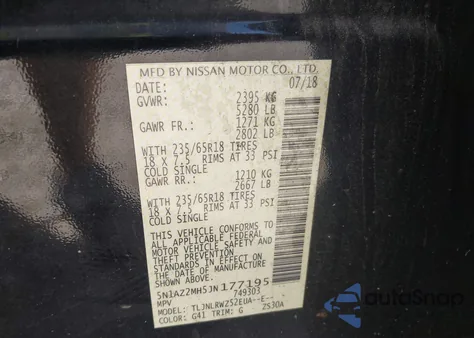 MFD BY NISSAN MOTOR CO., LTD.
DATE: 07/18
GVWR: 2395 KG
5280 LB
GAWR FR.: 1271 KG
2802 LB
WITH 235/65R18 TIRES
18 X 7.5 RIMS AT 33 PSI
COLD SINGLE
GAWR RR.: 1210 KG
2667 LB
WITH 235/65R18 TIRES
18 X 7.5 RIMS AT 33 PSI
COLD SINGLE
THIS VEHICLE CONFORMS TO
ALL APPLICABLE FEDERAL
MOTOR VEHICLE SAFETY AND
THEFT PREVENTION
STANDARDS IN EFFECT ON
THE DATE OF MANUFACTURE
SHOWN ABOVE.
5N1AZ2MH5JN177195
749303
MPV
TYPE: TLJNLRWZ52EUA--E--
COLOR: G41 TRIM: G Z530A
AutoSnap